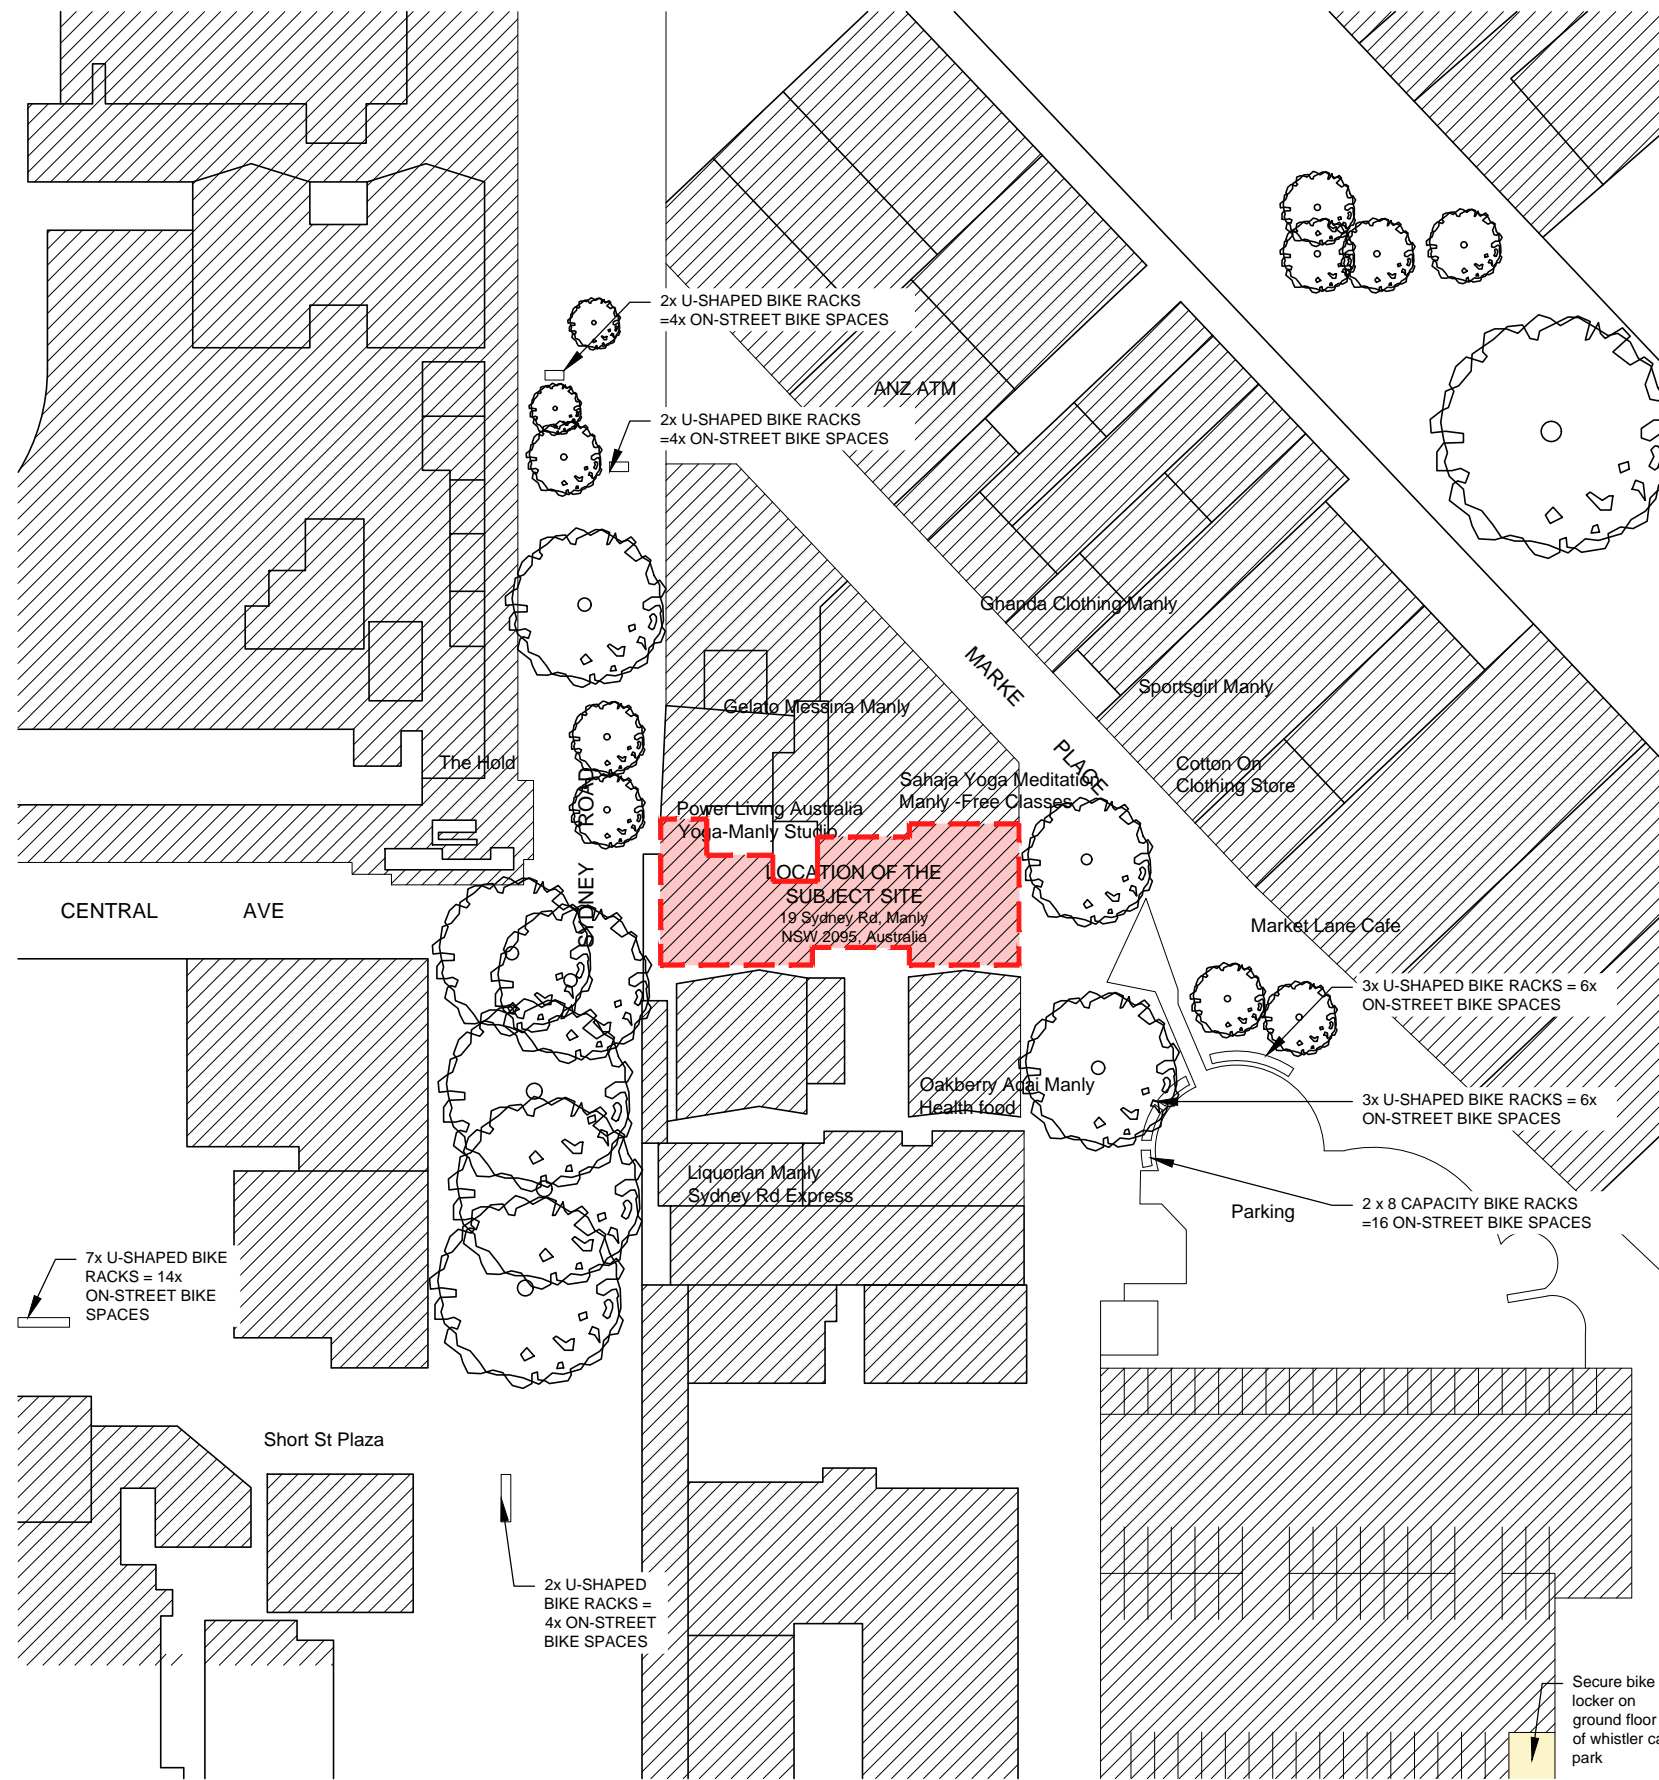 2x U-SHAPED BIKE RACKS
=4x ON-STREET BIKE SPACES
ANZ ATM
2x U-SHAPED BIKE RACKS
=4x ON-STREET BIKE SPACES
Ghanda Clothing Manly
MARKE
PLACE
Sportsgirl Manly
Gelato Messina Manly
The Hold
Cotton On
Clothing Store
Sahaja Yoga Meditation
Manly -Free Classes
Power Living Australia
Yoga-Manly Studio
SYDNEY ROAD
LOCATION OF THE
SUBJECT SITE
19 Sydney Rd, Manly
NSW 2095, Australia
CENTRAL AVE
Market Lane Cafe
3x U-SHAPED BIKE RACKS = 6x
ON-STREET BIKE SPACES
Oakberry Açai Manly
Health food
3x U-SHAPED BIKE RACKS = 6x
ON-STREET BIKE SPACES
Liquorlan Manly
Sydney Rd Express
Parking
2 x 8 CAPACITY BIKE RACKS
=16 ON-STREET BIKE SPACES
7x U-SHAPED BIKE
RACKS = 14x
ON-STREET BIKE
SPACES
Short St Plaza
2x U-SHAPED
BIKE RACKS =
4x ON-STREET
BIKE SPACES
Secure bike
locker on
ground floor
of whistler ca
park